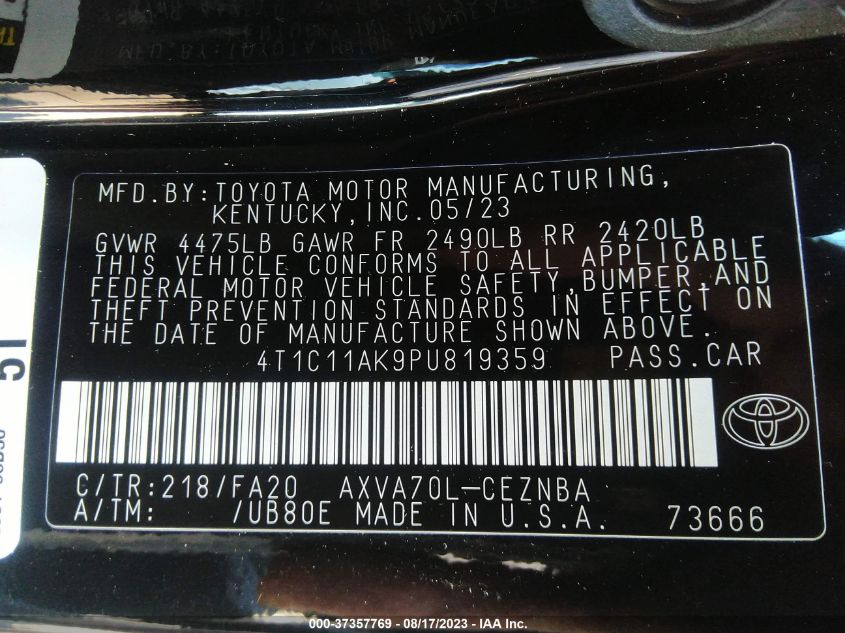 MFD.BY:TOYOTA MOTOR MANUFACTURING,
KENTUCKY,INC.05/23
GVWR 4475LB GAWR FR 2490LB RR 2420LB
THIS VEHICLE CONFORMS TO ALL APPLICABLE
FEDERAL MOTOR VEHICLE SAFETY,BUMPER,AND
THEFT PREVENTION STANDARDS IN EFFECT ON
THE DATE OF MANUFACTURE SHOWN ABOVE.
4T1C11AK9PU819359 PASS.CAR
C/TR:218/FA20 AXVA70L-CEZNBA
A/TM: /UB80E MADE IN U.S.A. 73666
000-37357769 - 08/17/2023 - IAA Inc.